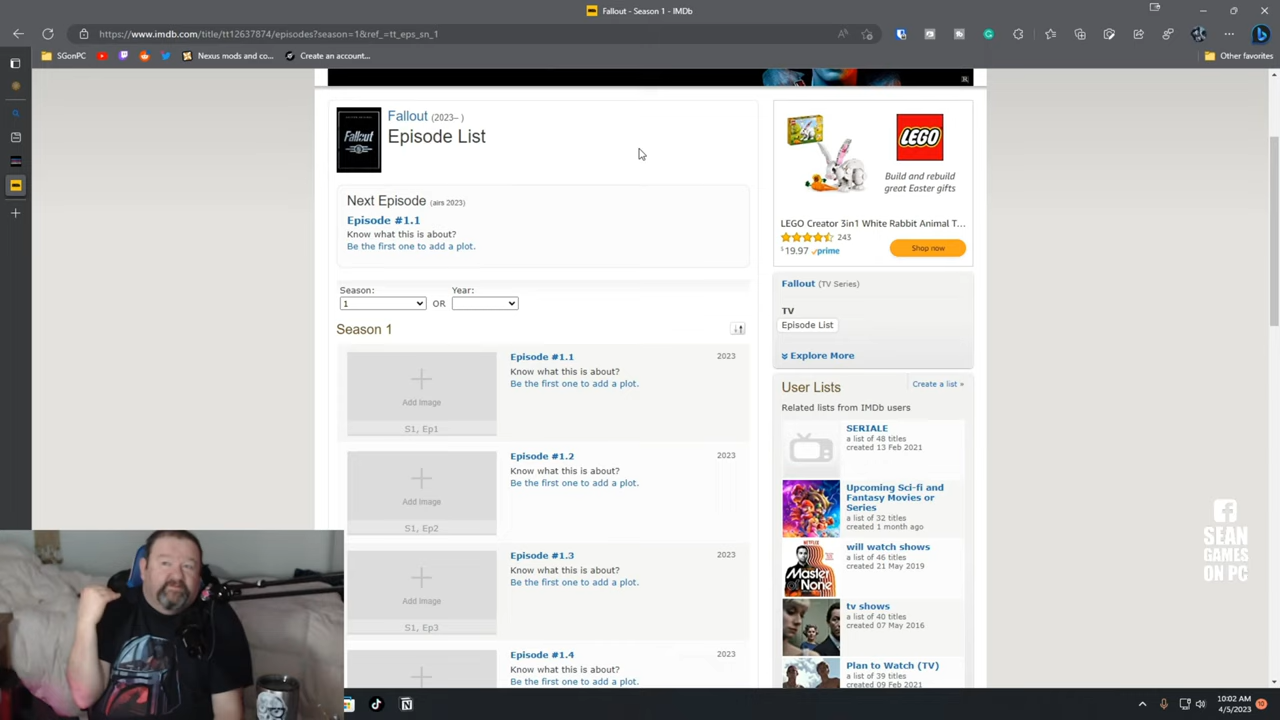 Fallout - Season 1 - IMDb
https://www.imdb.com/title/tt12637874/episodes?season=1&ref_=tt_eps_sn_1
SGonPC
Nexus mods and co...
Create an account...
Other favorites
Fallout (2023– )
Episode List
Fallout
Next Episode (airs 2023)
Episode #1.1
Know what this is about?
Be the first one to add a plot.
Season:
Year:
1
OR
Season 1
Episode #1.1
2023
Know what this is about?
Be the first one to add a plot.
Add Image
S1, Ep1
Episode #1.2
2023
Know what this is about?
Be the first one to add a plot.
Add Image
S1, Ep2
Episode #1.3
2023
Know what this is about?
Be the first one to add a plot.
Add Image
S1, Ep3
Episode #1.4
2023
Know what this is about?
Be the first one to add a plot.
LEGO
Build and rebuild
great Easter gifts
LEGO Creator 3in1 White Rabbit Animal T...
243
$19.97 prime
Shop now
Fallout (TV Series)
TV
Episode List
Explore More
User Lists
Create a list »
Related lists from IMDb users
SERIALE
a list of 48 titles
created 13 Feb 2021
Upcoming Sci-fi and
Fantasy Movies or
Series
a list of 32 titles
created 1 month ago
will watch shows
a list of 46 titles
created 21 May 2019
NETFLIX
Master
of None
tv shows
a list of 40 titles
created 07 May 2016
Plan to Watch (TV)
a list of 39 titles
created 09 Feb 2021
SEAN
GAMES
ON PC
10:02 AM
4/5/2023